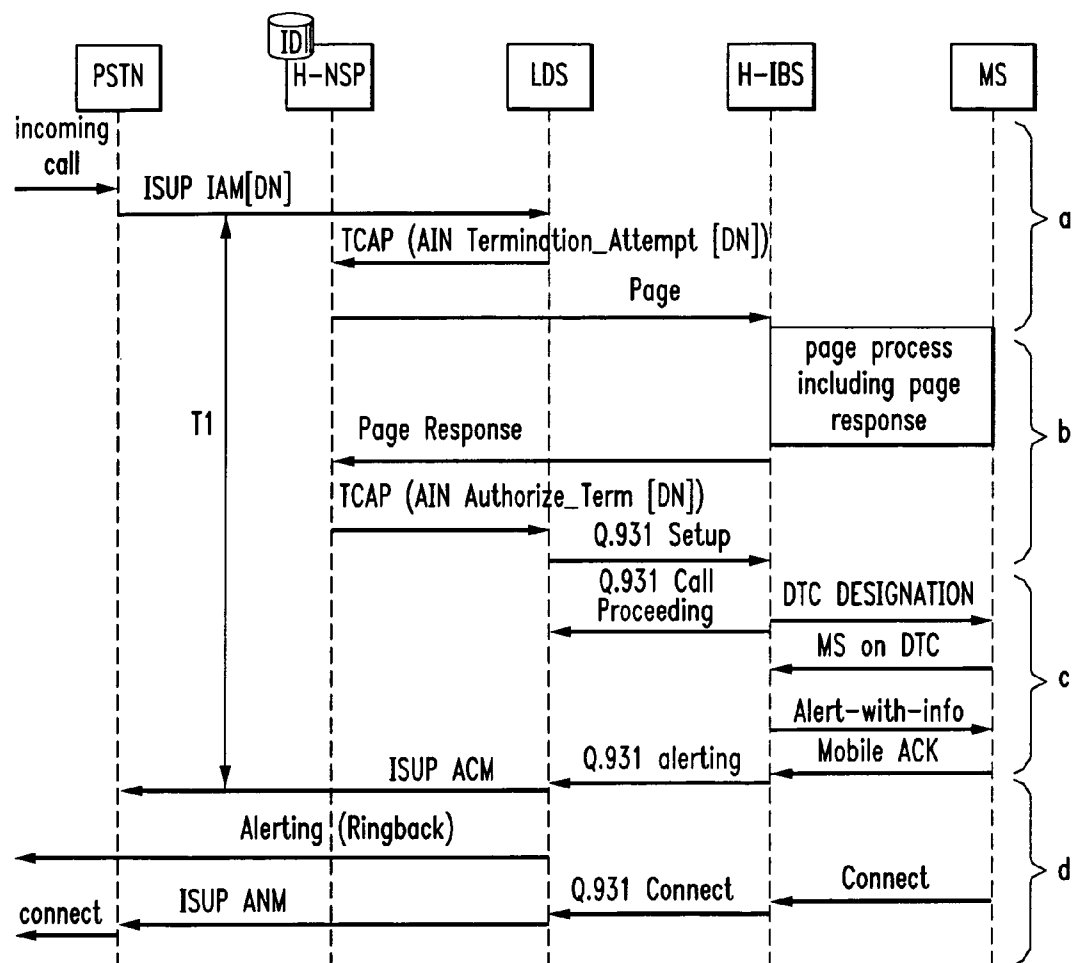 ID
PSTN
H-NSP
LDS
H-IBS
MS
incoming
call
ISUP IAM[DN]
a
TCAP (AIN Termination_Attempt [DN])
Page
page process
including page
response
b
T1
Page Response
TCAP (AIN Authorize_Term [DN])
Q.931 Setup
Q.931 Call
Proceeding
DTC DESIGNATION
MS on DTC
c
Alert-with-info
Mobile ACK
Q.931 alerting
ISUP ACM
Alerting (Ringback)
d
Connect
Q.931 Connect
ISUP ANM
connect